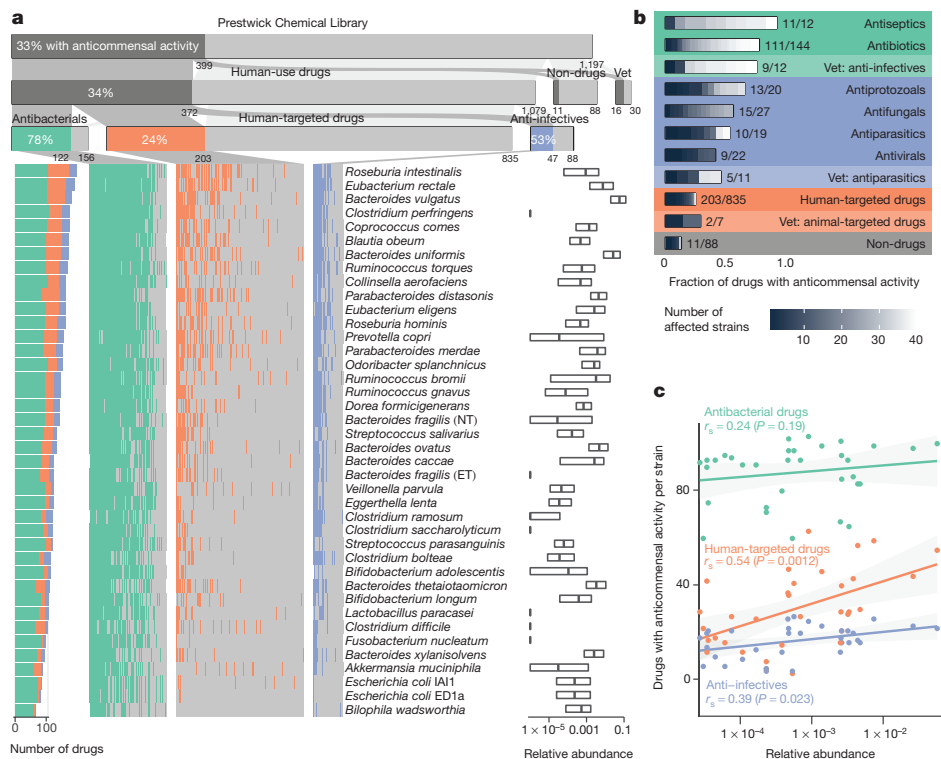 a
Prestwick Chemical Library
33% with anticommensal activity
399
1,197
Human-use drugs
Non-drugs
Vet
34%
372
1,079
11
88
16
30
Antibacterials
Human-targeted drugs
Anti-infectives
78%
24%
53%
122
156
203
835
47
88
Roseburia intestinalis
Eubacterium rectale
Bacteroides vulgatus
Clostridium perfringens
Coprococcus comes
Blautia obeum
Bacteroides uniformis
Ruminococcus torques
Collinsella aerofaciens
Parabacteroides distasonis
Eubacterium eligens
Roseburia hominis
Prevotella copri
Parabacteroides merdae
Odoribacter splanchnicus
Ruminococcus bromii
Ruminococcus gnavus
Dorea formicigenerans
Bacteroides fragilis (NT)
Streptococcus salivarius
Bacteroides ovatus
Bacteroides caccae
Bacteroides fragilis (ET)
Veillonella parvula
Eggerthella lenta
Clostridium ramosum
Clostridium saccharolyticum
Streptococcus parasanguinis
Clostridium bolteae
Bifidobacterium adolescentis
Bacteroides thetaiotaomicron
Bifidobacterium longum
Lactobacillus paracasei
Clostridium difficile
Fusobacterium nucleatum
Bacteroides xylanisolvens
Akkermansia muciniphila
Escherichia coli IAI1
Escherichia coli ED1a
Bilophila wadsworthia
0 100
Number of drugs
1 × 10⁻⁵ 0.001 0.1
Relative abundance
b
11/12 Antiseptics
111/144 Antibiotics
9/12 Vet: anti-infectives
13/20 Antiprotozoals
15/27 Antifungals
10/19 Antiparasitics
9/22 Antivirals
5/11 Vet: antiparasitics
203/835 Human-targeted drugs
2/7 Vet: animal-targeted drugs
11/88 Non-drugs
0 0.5 1.0
Fraction of drugs with anticommensal activity
Number of
affected strains
10 20 30 40
c
Antibacterial drugs
rₛ = 0.24 (P = 0.19)
Human-targeted drugs
rₛ = 0.54 (P = 0.0012)
Anti−infectives
rₛ = 0.39 (P = 0.023)
Drugs with anticommensal activity per strain
80
40
0
1 × 10⁻⁴ 1 × 10⁻³ 1 × 10⁻²
Relative abundance